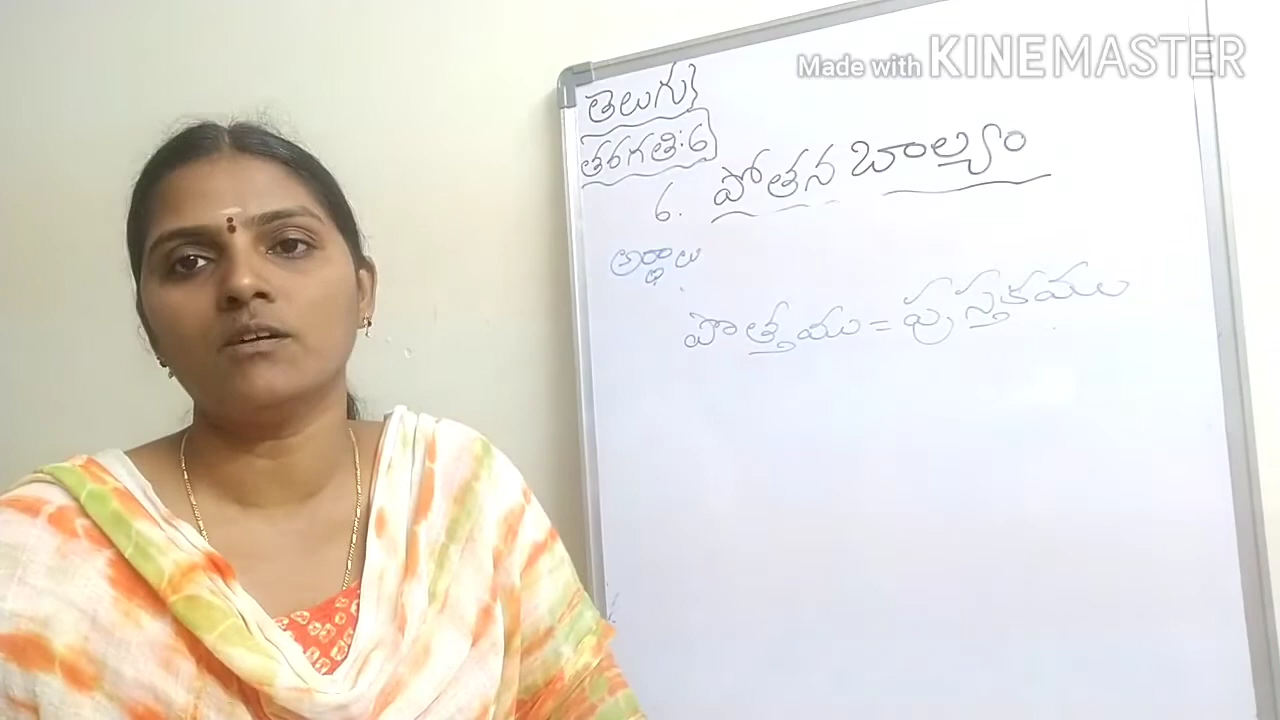 Made with KINEMASTER
తెలుగు
తరగతి:6
6. పోతన బాల్యం
అర్థాలు
పొత్తము = పుస్తకము